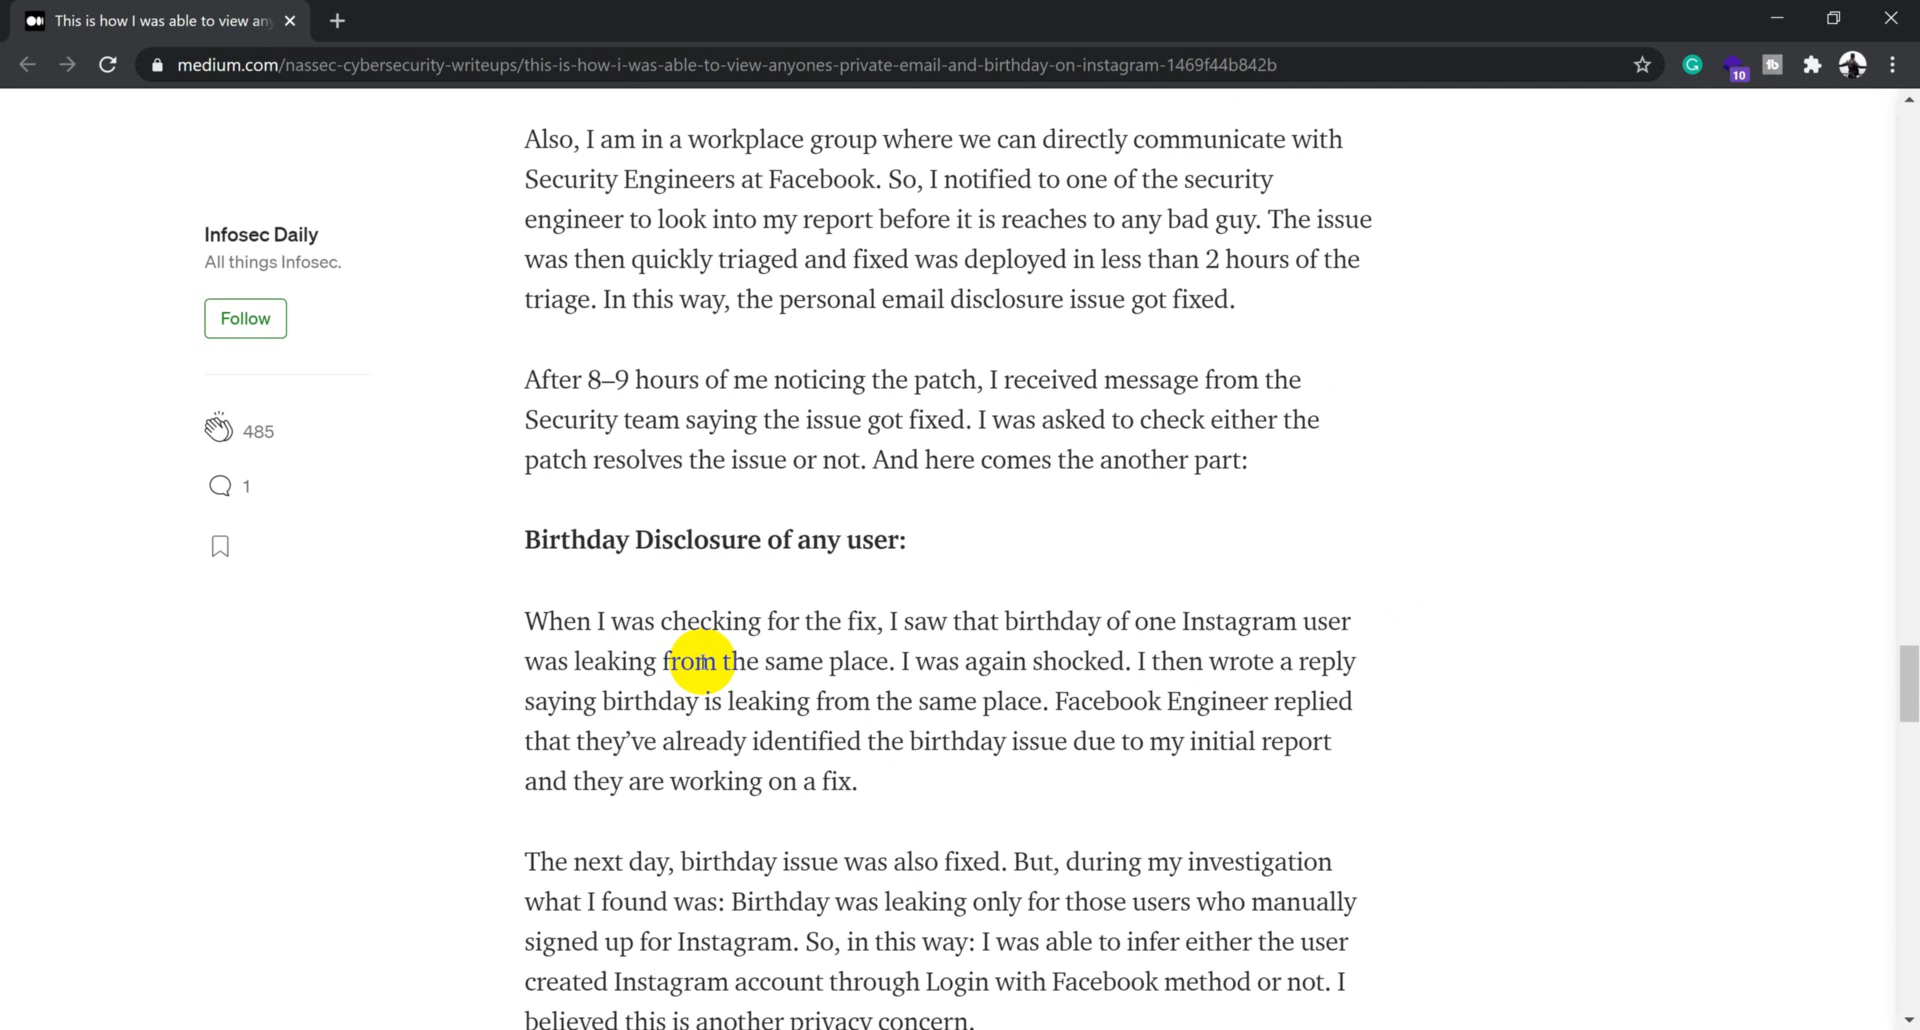 This is how I was able to view any
medium.com/nassec-cybersecurity-writeups/this-is-how-i-was-able-to-view-anyones-private-email-and-birthday-on-instagram-1469f44b842b
10
Infosec Daily
All things Infosec.
Follow
485
1
Also, I am in a workplace group where we can directly communicate with
Security Engineers at Facebook. So, I notified to one of the security
engineer to look into my report before it is reaches to any bad guy. The issue
was then quickly triaged and fixed was deployed in less than 2 hours of the
triage. In this way, the personal email disclosure issue got fixed.
After 8–9 hours of me noticing the patch, I received message from the
Security team saying the issue got fixed. I was asked to check either the
patch resolves the issue or not. And here comes the another part:
Birthday Disclosure of any user:
When I was checking for the fix, I saw that birthday of one Instagram user
was leaking from the same place. I was again shocked. I then wrote a reply
saying birthday is leaking from the same place. Facebook Engineer replied
that they’ve already identified the birthday issue due to my initial report
and they are working on a fix.
The next day, birthday issue was also fixed. But, during my investigation
what I found was: Birthday was leaking only for those users who manually
signed up for Instagram. So, in this way: I was able to infer either the user
created Instagram account through Login with Facebook method or not. I
believed this is another privacy concern.